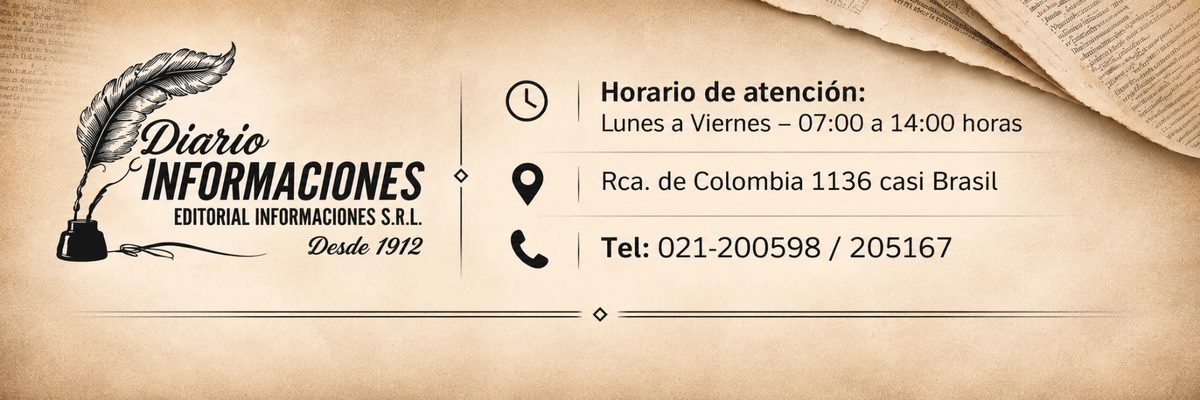 Diario
INFORMACIONES
EDITORIAL INFORMACIONES S.R.L.
Desde 1912
Horario de atención:
Lunes a Viernes – 07:00 a 14:00 horas
Rca. de Colombia 1136 casi Brasil
Tel: 021-200598 / 205167